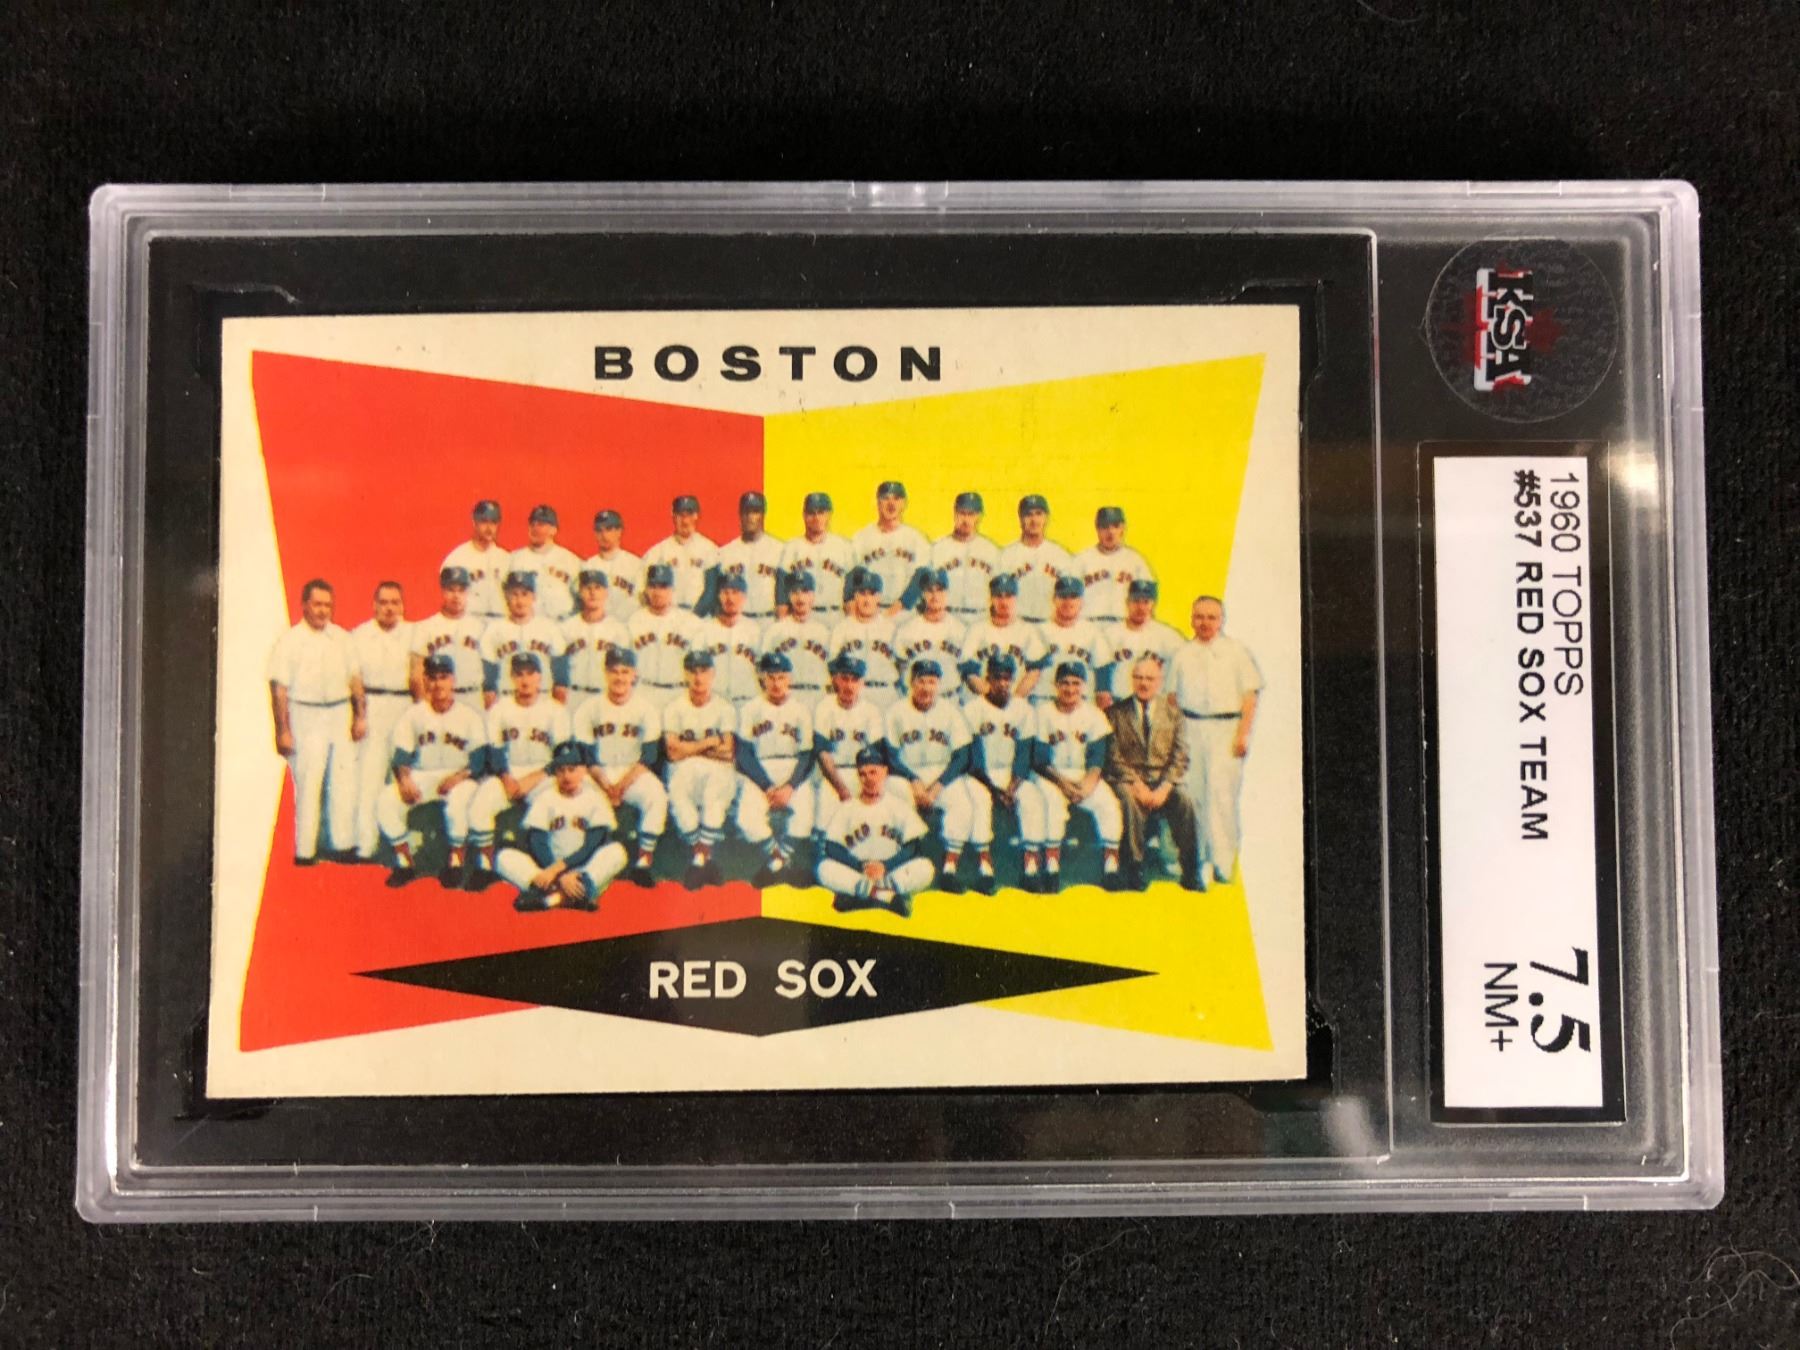 BOSTON
RED SOX
KSA
1960 TOPPS
#537 RED SOX TEAM
7.5
NM+